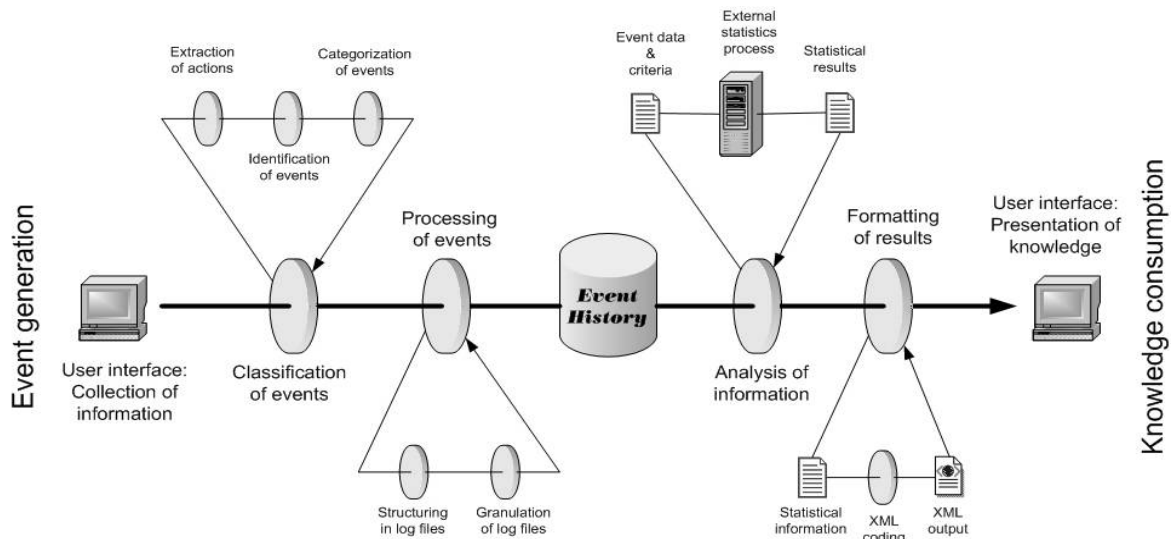 Event generation
Extraction
of actions
Categorization
of events
Identification
of events
User interface:
Collection of
information
Classification
of events
Processing
of events
Structuring
in log files
Granulation
of log files
Event
History
Event data
&
criteria
External
statistics
process
Statistical
results
Analysis of
information
Formatting
of results
Statistical
information
XML
coding
XML
output
User interface:
Presentation of
knowledge
Knowledge consumption